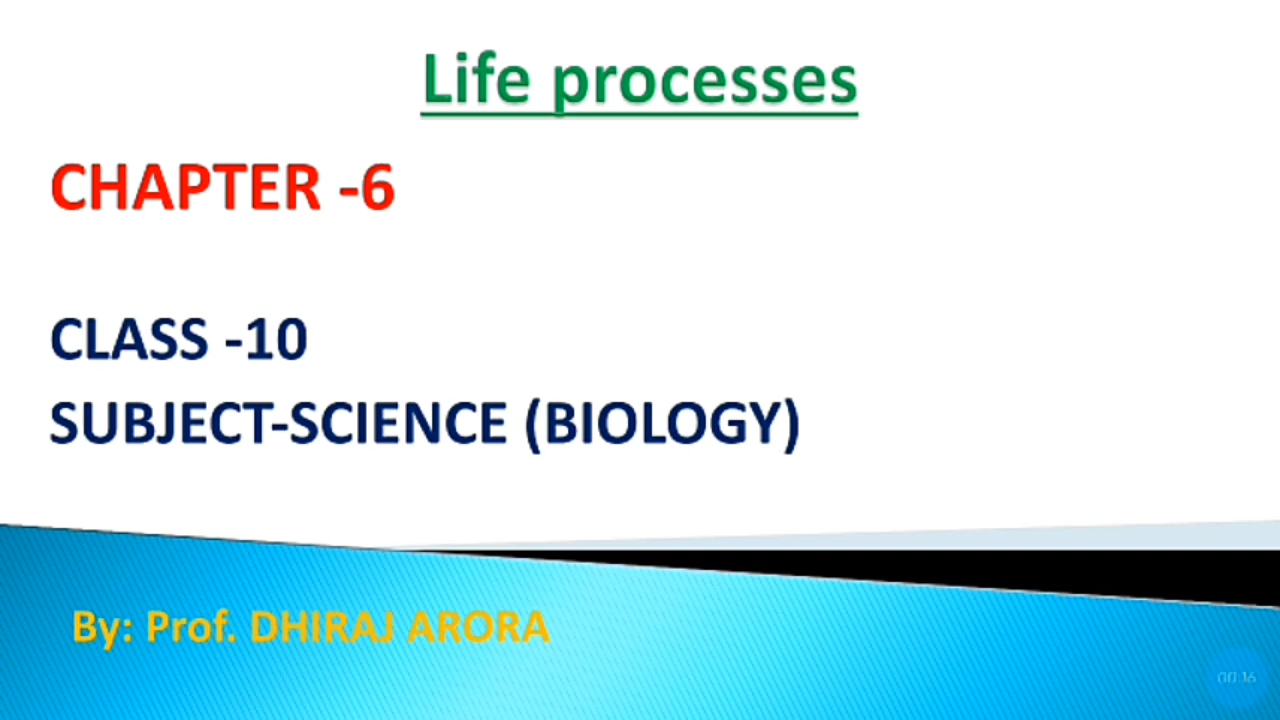 Life processes
CHAPTER -6
CLASS -10
SUBJECT-SCIENCE (BIOLOGY)
By: Prof. DHIRAJ ARORA
00:16